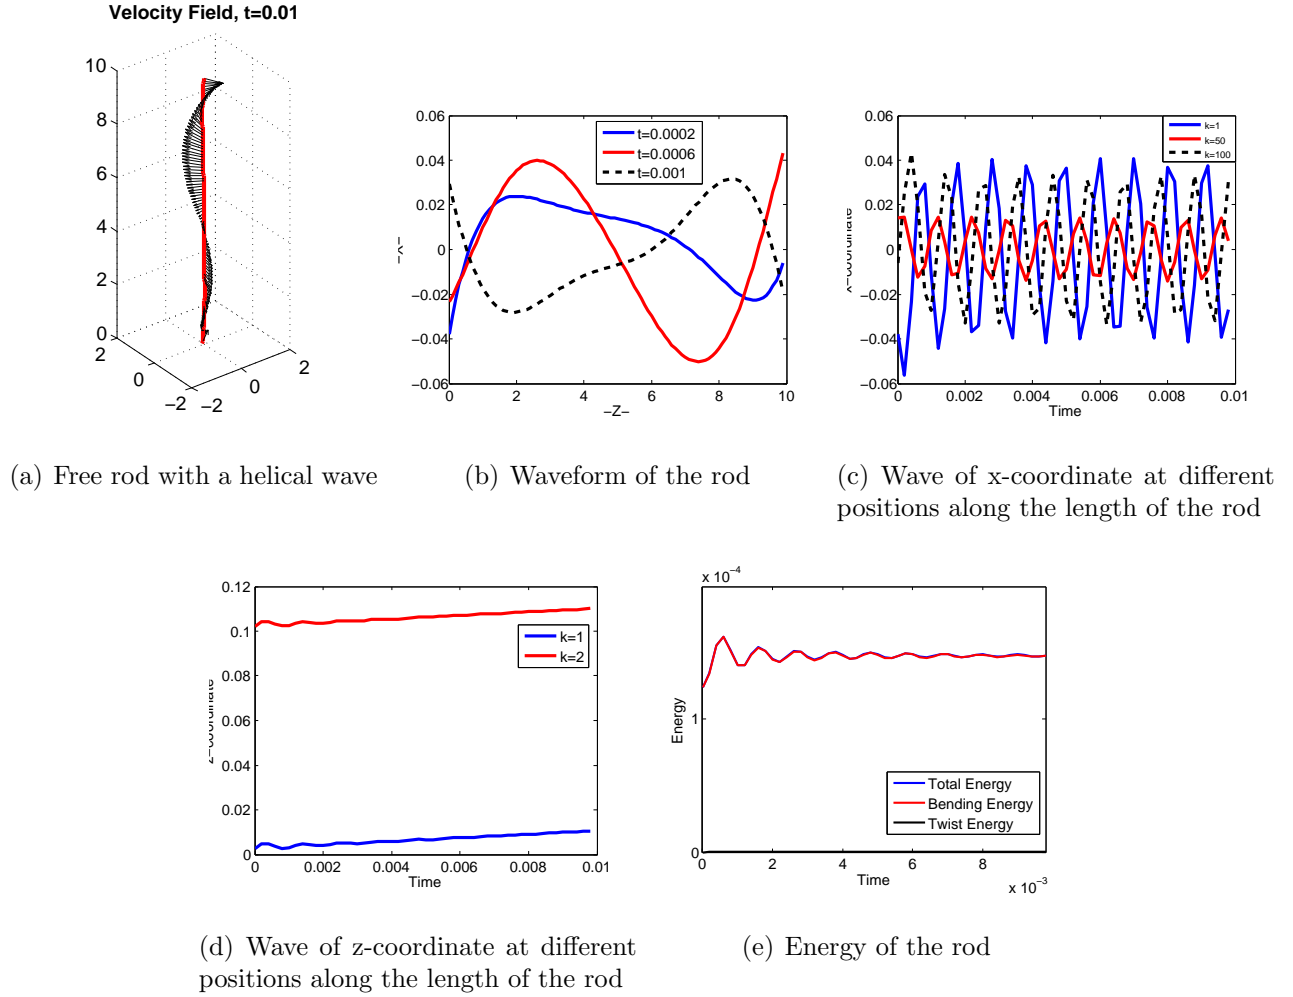 Velocity Field, t=0.01
10
8
6
4
2
0
2
0
−2
−2
0
2
0.06
0.04
0.02
0
−0.02
−0.04
−0.06
−X−
0
2
4
6
8
10
−Z−
t=0.0002
t=0.0006
t=0.001
0.06
0.04
0.02
0
−0.02
−0.04
−0.06
x−coordinate
0
0.002
0.004
0.006
0.008
0.01
Time
k=1
k=50
k=100
(a) Free rod with a helical wave
(b) Waveform of the rod
(c) Wave of x-coordinate at different
positions along the length of the rod
0.12
0.1
0.08
0.06
0.04
0.02
0
z−coordinate
0
0.002
0.004
0.006
0.008
0.01
Time
k=1
k=2
x 10−4
1
0
Energy
0
2
4
6
8
Time
x 10−3
Total Energy
Bending Energy
Twist Energy
(d) Wave of z-coordinate at different
positions along the length of the rod
(e) Energy of the rod